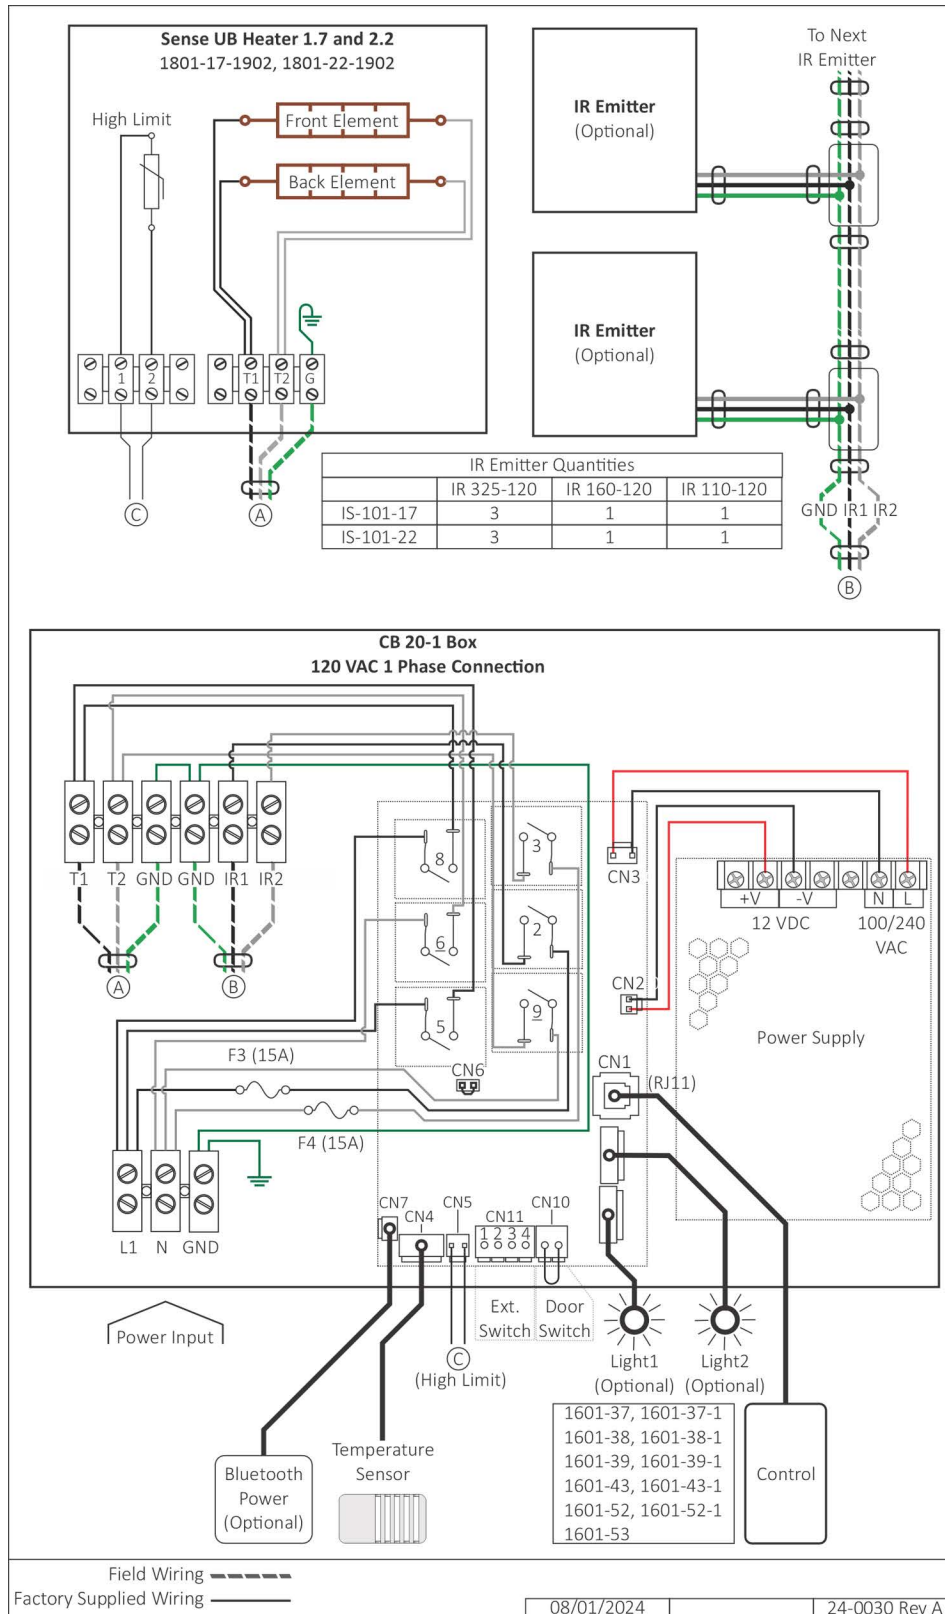 Sense UB Heater 1.7 and 2.2
1801-17-1902, 1801-22-1902
High Limit
Front Element
Back Element
1 2 T1 T2 G
C
A
IR Emitter
(Optional)
IR Emitter
(Optional)
To Next
IR Emitter
GND IR1 IR2
B
IR Emitter Quantities
IR 325-120 IR 160-120 IR 110-120
IS-101-17 3 1 1
IS-101-22 3 1 1
CB 20-1 Box
120 VAC 1 Phase Connection
T1 T2 GND GND IR1 IR2
A
B
8
6
5
3
2
9
CN6
F3 (15A)
F4 (15A)
L1 N GND
CN3
CN2
CN1
(RJ11)
+V -V N L
12 VDC
100/240
VAC
Power Supply
CN7
CN4
CN5
CN11
1 2 3 4
CN10
Ext.
Switch
Door
Switch
Power Input
C
(High Limit)
Light1
(Optional)
Light2
(Optional)
1601-37, 1601-37-1
1601-38, 1601-38-1
1601-39, 1601-39-1
1601-43, 1601-43-1
1601-52, 1601-52-1
1601-53
Control
Bluetooth
Power
(Optional)
Temperature
Sensor
Field Wiring
Factory Supplied Wiring
08/01/2024
24-0030 Rev A